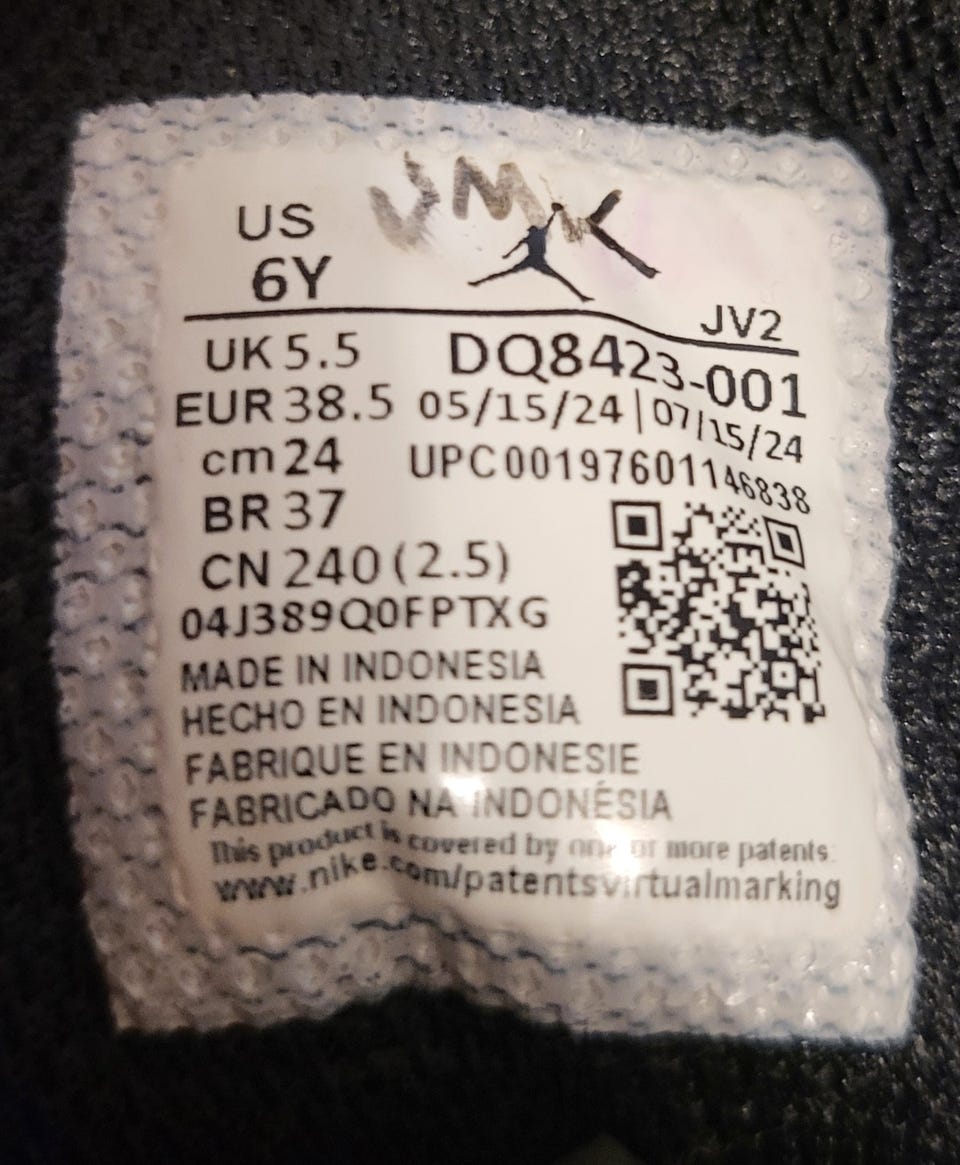 JMK
US
6Y
JV2
UK 5.5 DQ8423-001
EUR 38.5 05/15/24 | 07/15/24
cm 24 UPC 00197601146838
BR 37
CN 240 (2.5)
04J389Q0FPTXG
MADE IN INDONESIA
HECHO EN INDONESIA
FABRIQUE EN INDONESIE
FABRICADO NA INDONÉSIA
This product is covered by one or more patents:
www.nike.com/patentsvirtualmarking